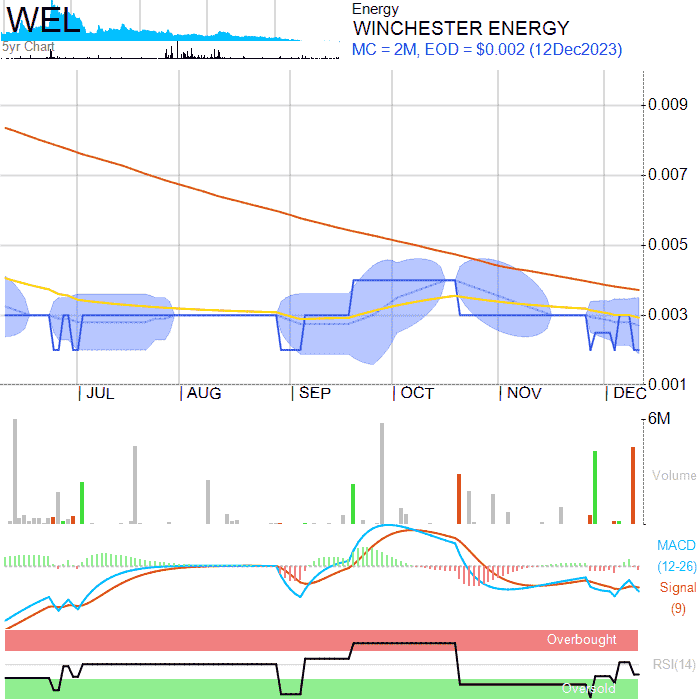 WEL
5yr Chart
Energy
WINCHESTER ENERGY
MC = 2M, EOD = $0.002 (12Dec2023)
0.009
0.007
0.005
0.003
0.001
JUL AUG SEP OCT NOV DEC
6M
Volume
MACD
(12-26)
Signal
(9)
Overbought
RSI(14)
Oversold